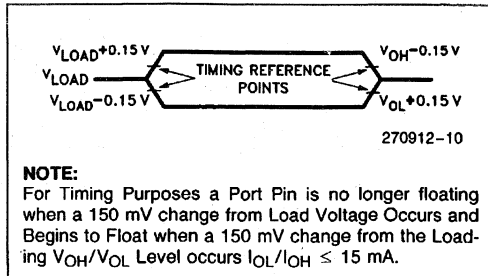 VLOAD+0.15 V
VOH-0.15 V
VLOAD
TIMING REFERENCE
POINTS
VLOAD-0.15 V
VOL+0.15 V
270912-10
NOTE:
For Timing Purposes a Port Pin is no longer floating
when a 150 mV change from Load Voltage Occurs and
Begins to Float when a 150 mV change from the Load-
ing VOH/VOL Level occurs IOL/IOH ≤ 15 mA.